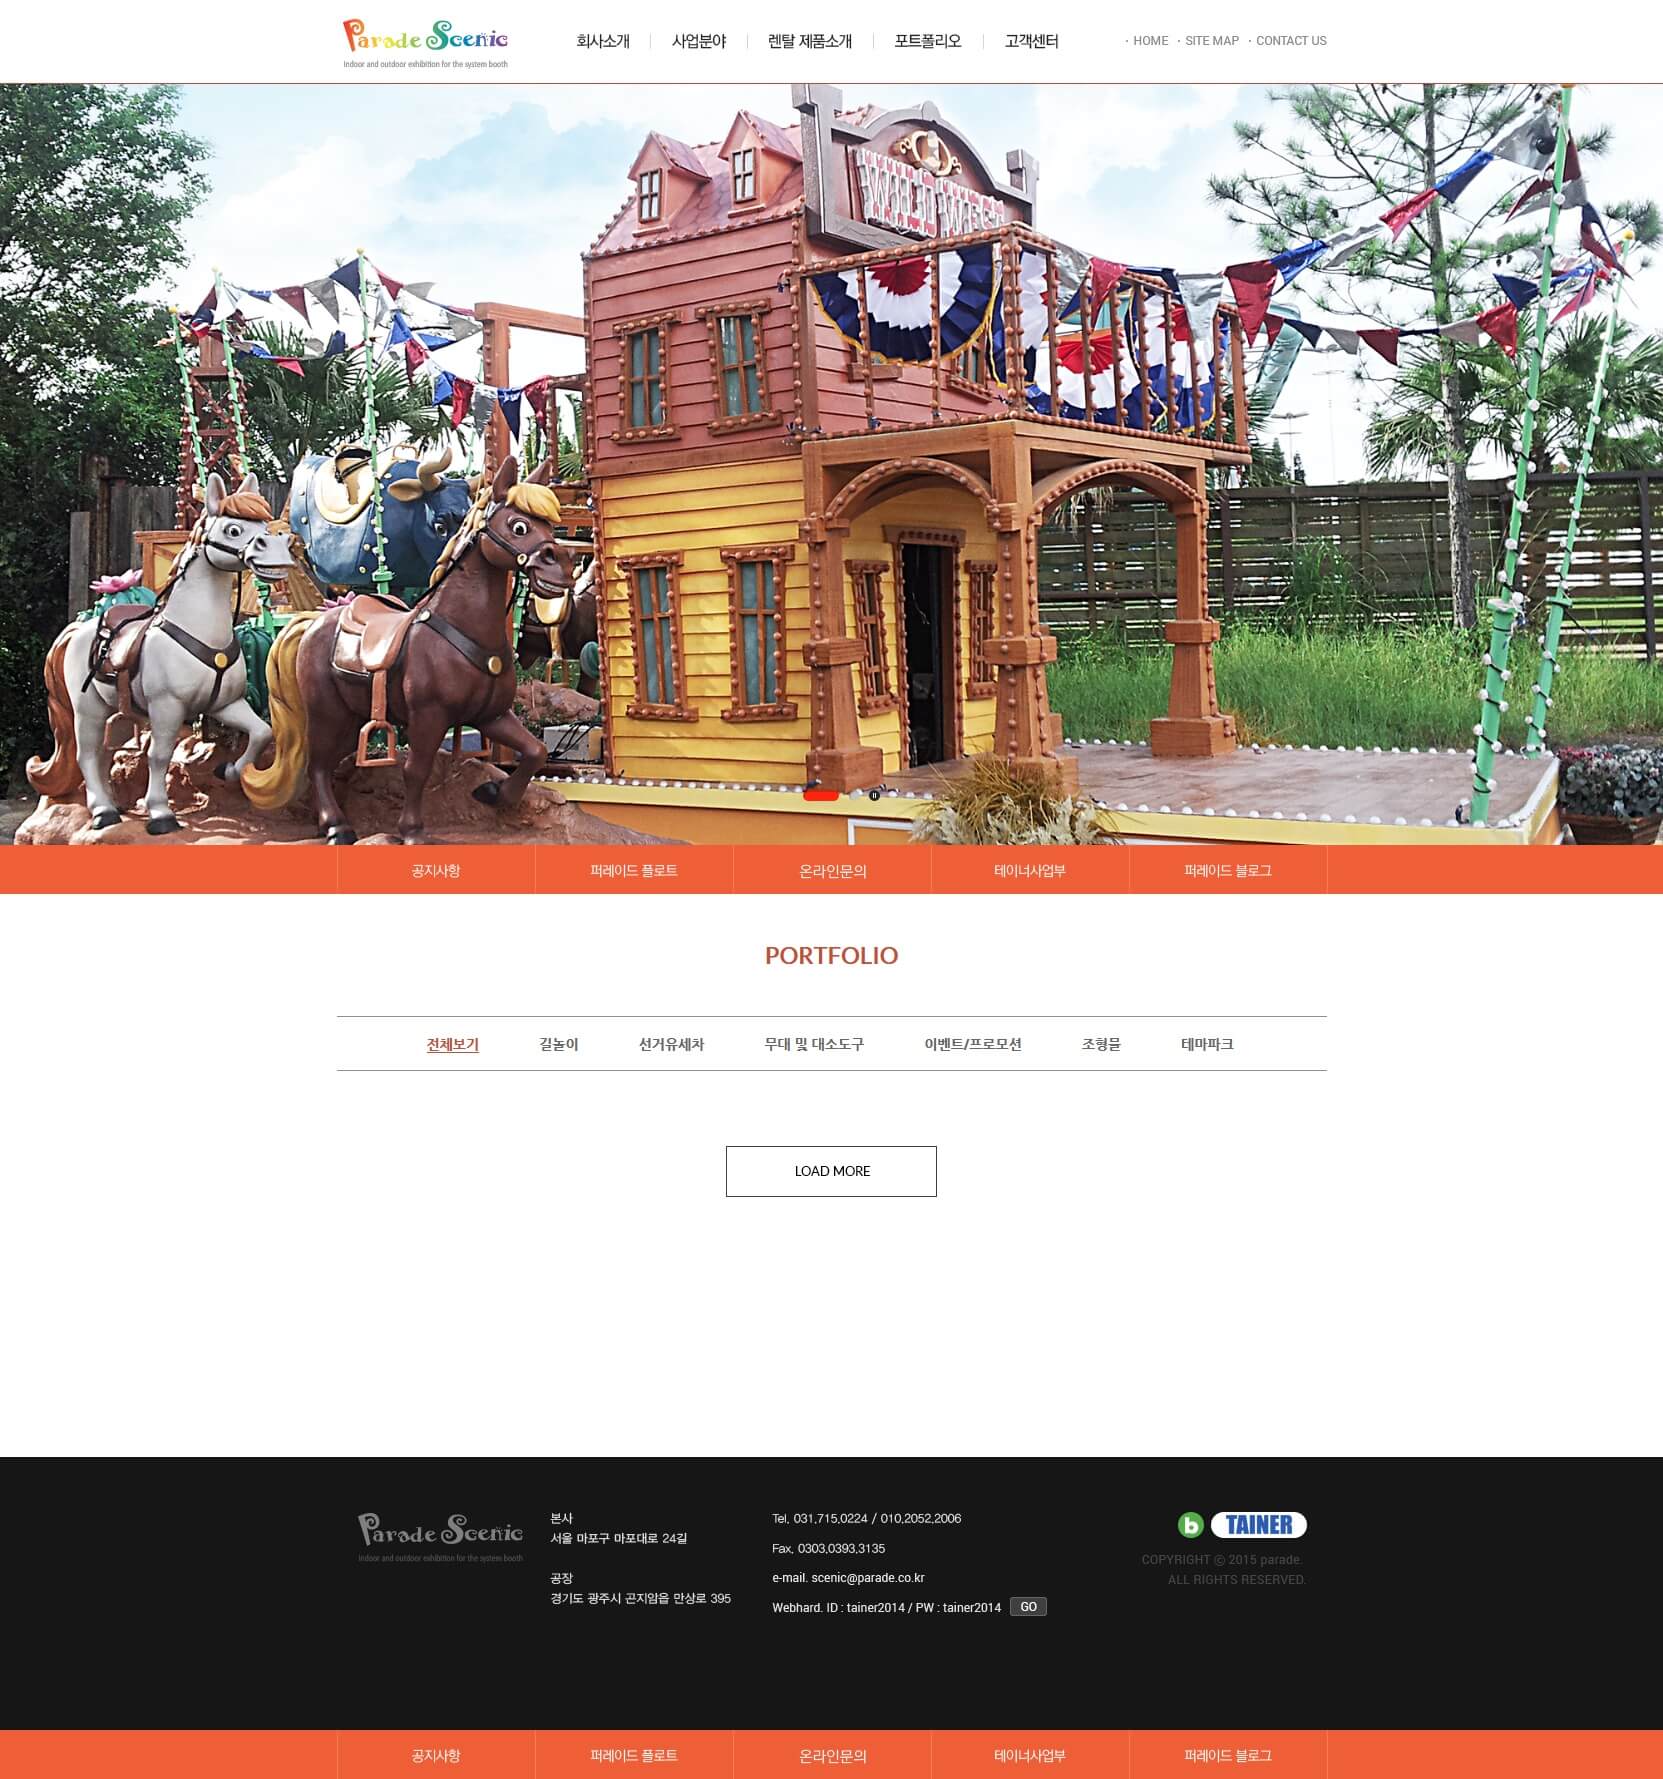 Parade Scenic
Indoor and outdoor exhibition for the system booth
회사소개
사업분야
렌탈 제품소개
포트폴리오
고객센터
· HOME · SITE MAP · CONTACT US
WILD WEST
공지사항
퍼레이드 플로트
온라인문의
테이너사업부
퍼레이드 블로그
PORTFOLIO
전체보기
길놀이
선거유세차
무대 및 대소도구
이벤트/프로모션
조형물
테마파크
LOAD MORE
Parade Scenic
Indoor and outdoor exhibition for the system booth
본사
서울 마포구 마포대로 24길
공장
경기도 광주시 곤지암읍 만상로 395
Tel. 031.715.0224 / 010.2052.2006
Fax. 0303.0393.3135
e-mail. scenic@parade.co.kr
Webhard. ID : tainer2014 / PW : tainer2014 GO
b TAINER
COPYRIGHT ⓒ 2015 parade.
ALL RIGHTS RESERVED.
공지사항
퍼레이드 플로트
온라인문의
테이너사업부
퍼레이드 블로그